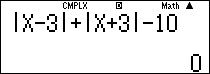 CMPLX D Math ▲
|X-3|+|X+3|-10
0